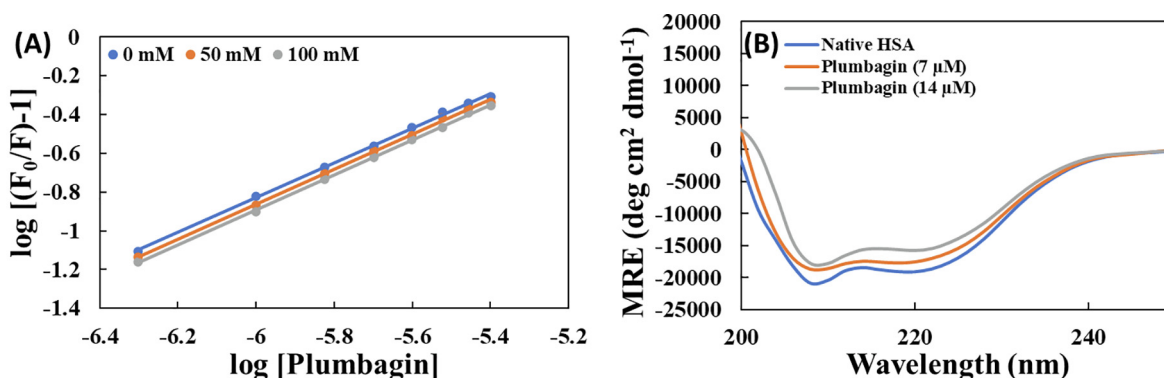 (A)
0 mM 50 mM 100 mM
0
-0.2
-0.4
-0.6
-0.8
-1
-1.2
-1.4
log [(F₀/F)-1]
-6.4 -6.2 -6 -5.8 -5.6 -5.4 -5.2
log [Plumbagin]
(B)
Native HSA
Plumbagin (7 µM)
Plumbagin (14 µM)
20000
15000
10000
5000
0
-5000
-10000
-15000
-20000
-25000
MRE (deg cm² dmol⁻¹)
200 220 240
Wavelength (nm)